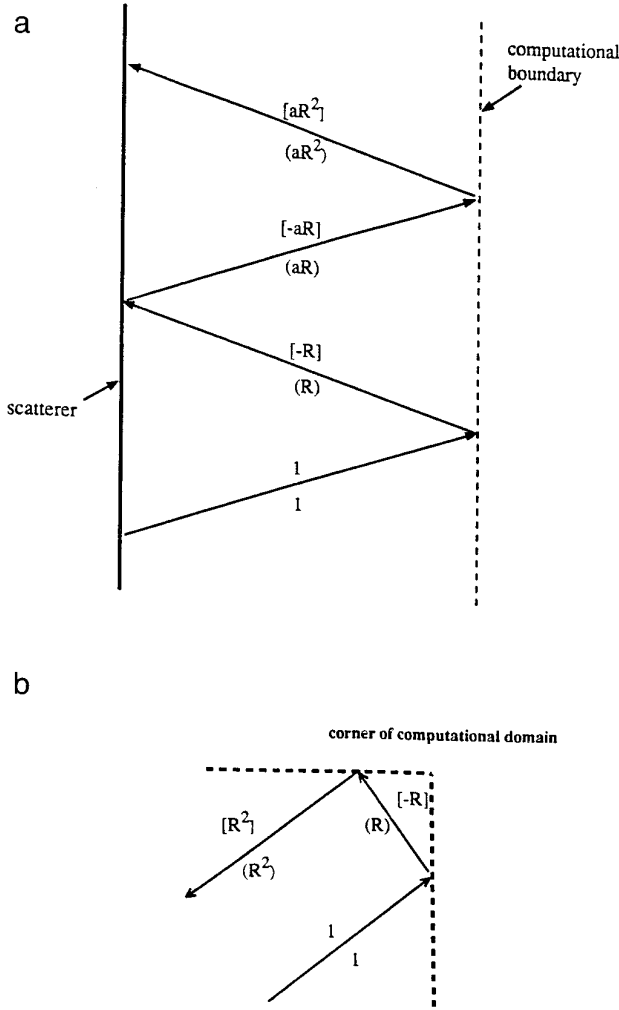 a
computational
boundary
[aR²]
(aR²)
[-aR]
(aR)
[-R]
(R)
scatterer
1
1
b
corner of computational domain
[-R]
[R²]
(R)
(R²)
1
1